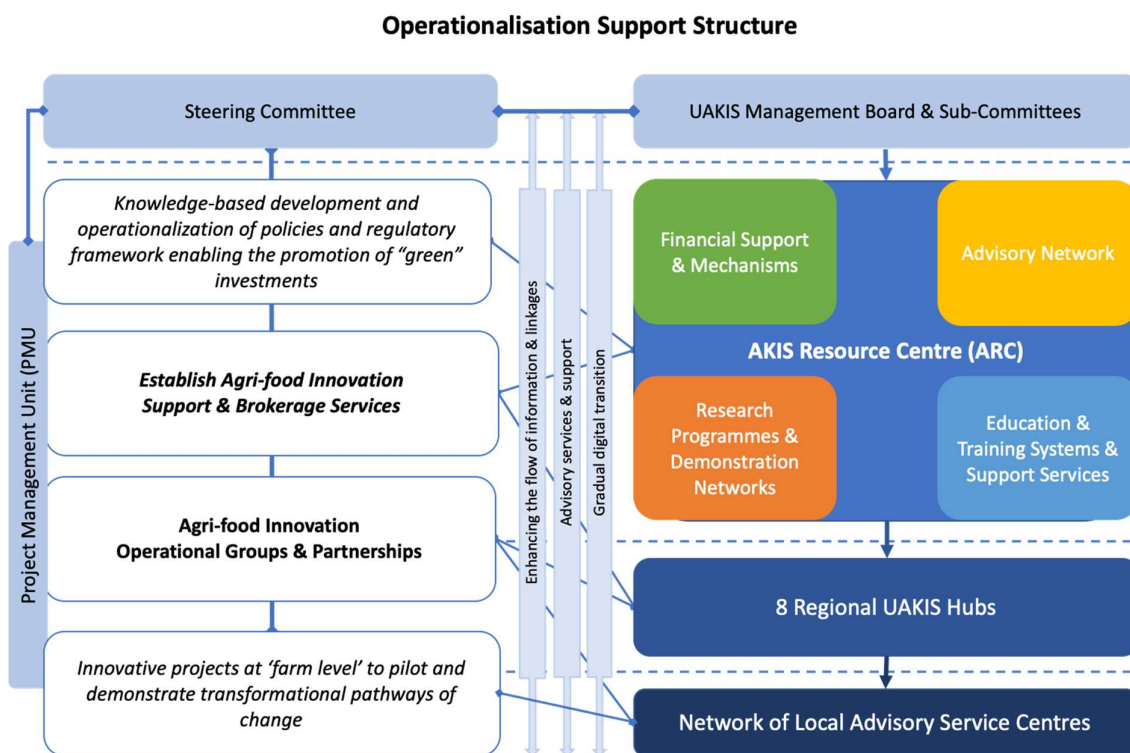 Operationalisation Support Structure
Steering Committee
UAKIS Management Board & Sub-Committees
Project Management Unit (PMU
Knowledge-based development and
operationalization of policies and regulatory
framework enabling the promotion of “green”
investments
Establish Agri-food Innovation
Support & Brokerage Services
Agri-food Innovation
Operational Groups & Partnerships
Innovative projects at ‘farm level’ to pilot and
demonstrate transformational pathways of
change
Enhancing the flow of information & linkages
Advisory services & support
Gradual digital transition
Financial Support
& Mechanisms
Advisory Network
AKIS Resource Centre (ARC)
Research
Programmes &
Demonstration
Networks
Education &
Training Systems &
Support Services
8 Regional UAKIS Hubs
Network of Local Advisory Service Centres